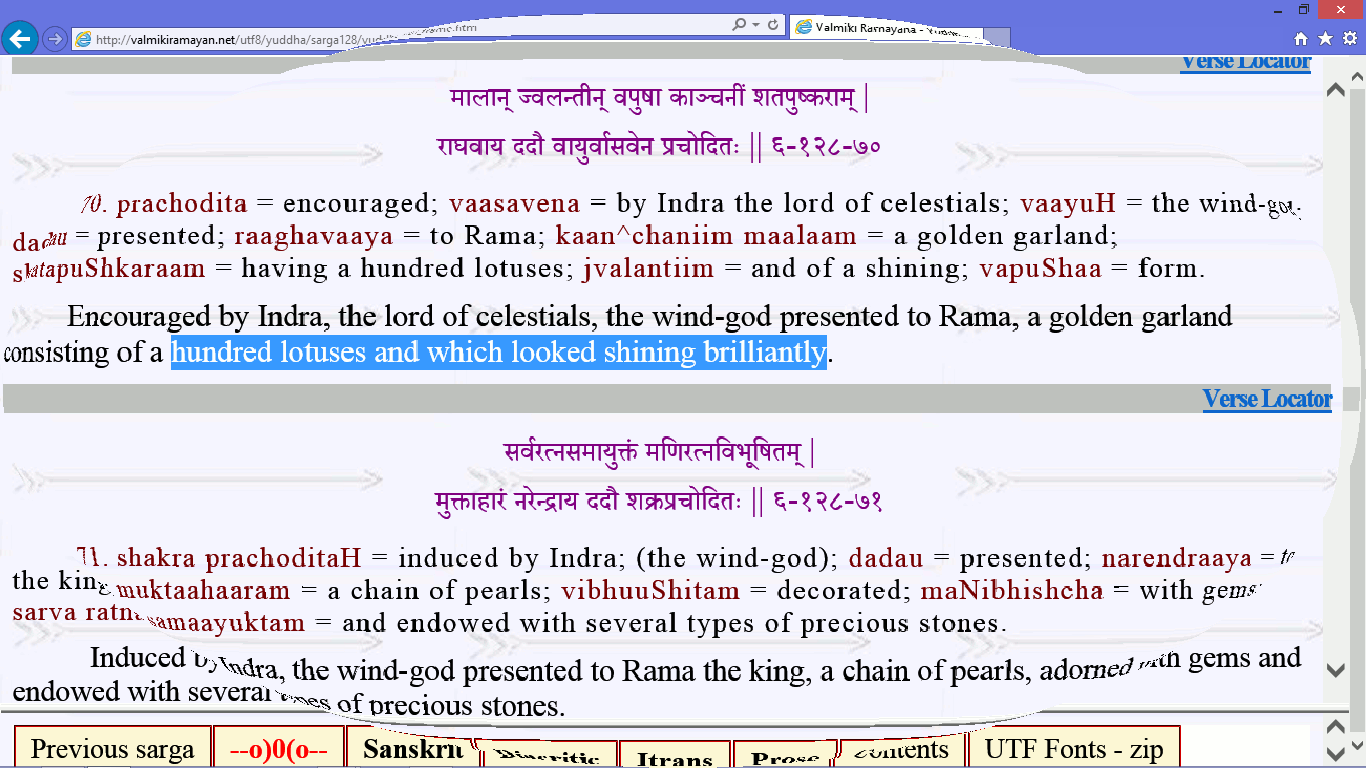 http://valmikiramayan.net/utf8/yuddha/sarga128/
Valmiki Ramayana -
Verse Locator
मालान् ज्वलन्तीन् वपुषा काञ्चनीं शतपुष्कराम् |
राघवाय ददौ वायुर्वासवेन प्रचोदितः || ६-१२८-७०
70. prachodita = encouraged; vaasavena = by Indra the lord of celestials; vaayuH = the wind-god;
dadau = presented; raaghavaaya = to Rama; kaan^chaniim maalaam = a golden garland;
shatapuShkaraam = having a hundred lotuses; jvalantiim = and of a shining; vapuShaa = form.
Encouraged by Indra, the lord of celestials, the wind-god presented to Rama, a golden garland
consisting of a hundred lotuses and which looked shining brilliantly.
Verse Locator
सर्वरत्नसमायुक्तं मणिरत्नविभूषितम् |
मुक्ताहारं नरेन्द्राय ददौ शक्रप्रचोदितः || ६-१२८-७१
71. shakra prachoditaH = induced by Indra; (the wind-god); dadau = presented; narendraaya = to
the king; muktaahaaram = a chain of pearls; vibhuuShitam = decorated; maNibhishcha = with gems
sarva ratna samaayuktam = and endowed with several types of precious stones.
Induced by Indra, the wind-god presented to Rama the king, a chain of pearls, adorned with gems and
endowed with several types of precious stones.
Previous sarga --o)0(o-- Sanskrit Diacritic Itrans Prose Contents UTF Fonts - zip